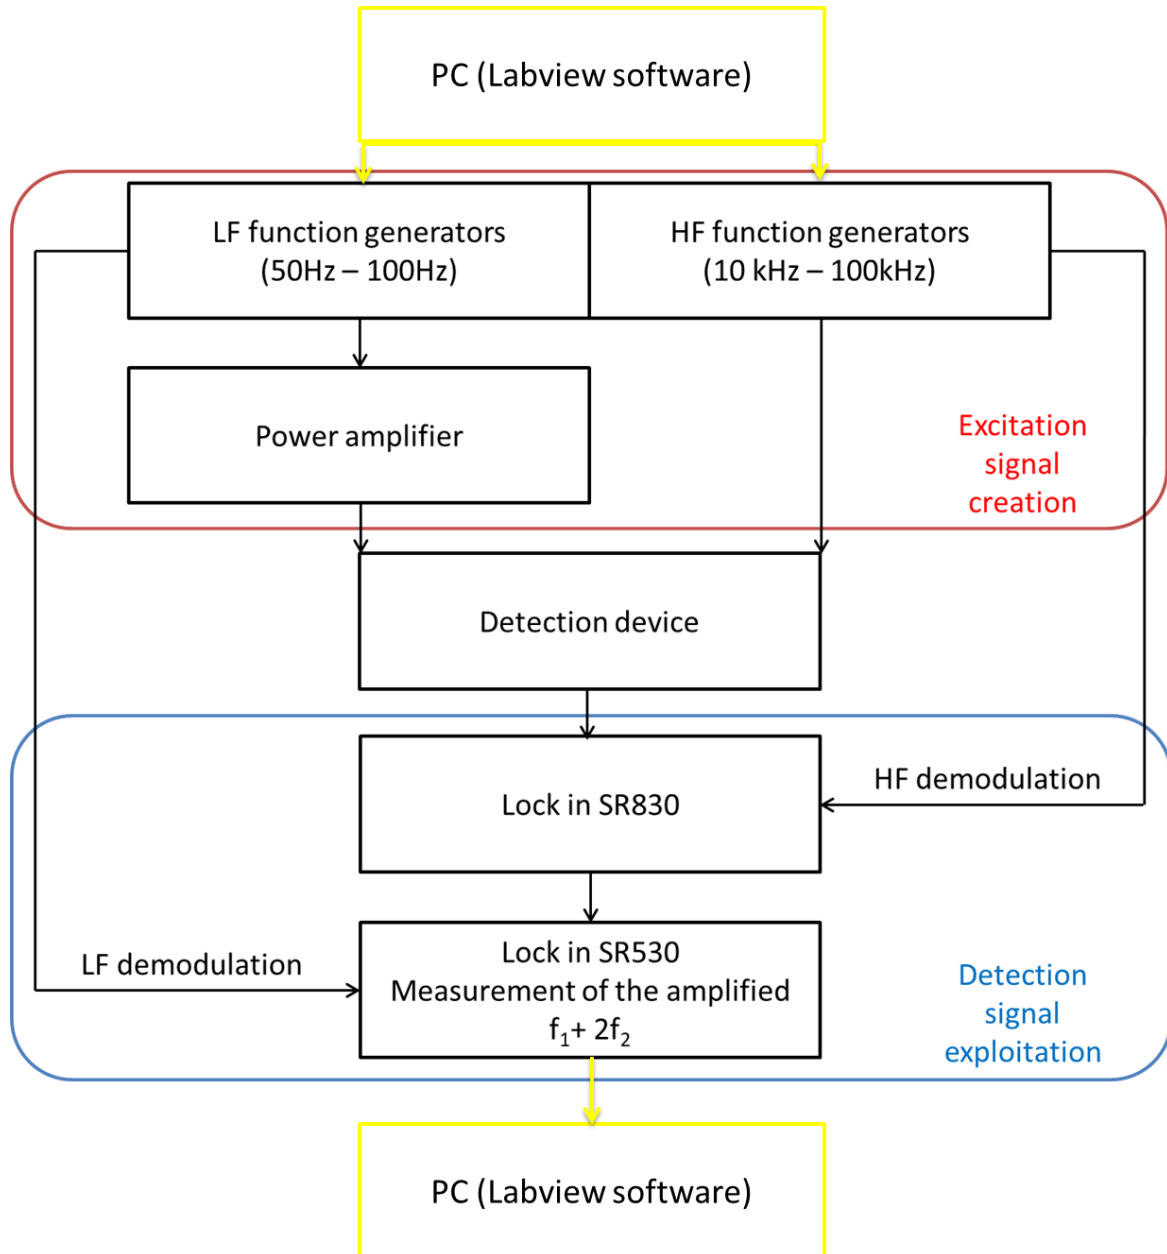 PC (Labview software)
LF function generators
(50Hz – 100Hz)
HF function generators
(10 kHz – 100kHz)
Power amplifier
Excitation
signal
creation
Detection device
Lock in SR830
HF demodulation
LF demodulation
Lock in SR530
Measurement of the amplified
f₁+ 2f₂
Detection
signal
exploitation
PC (Labview software)